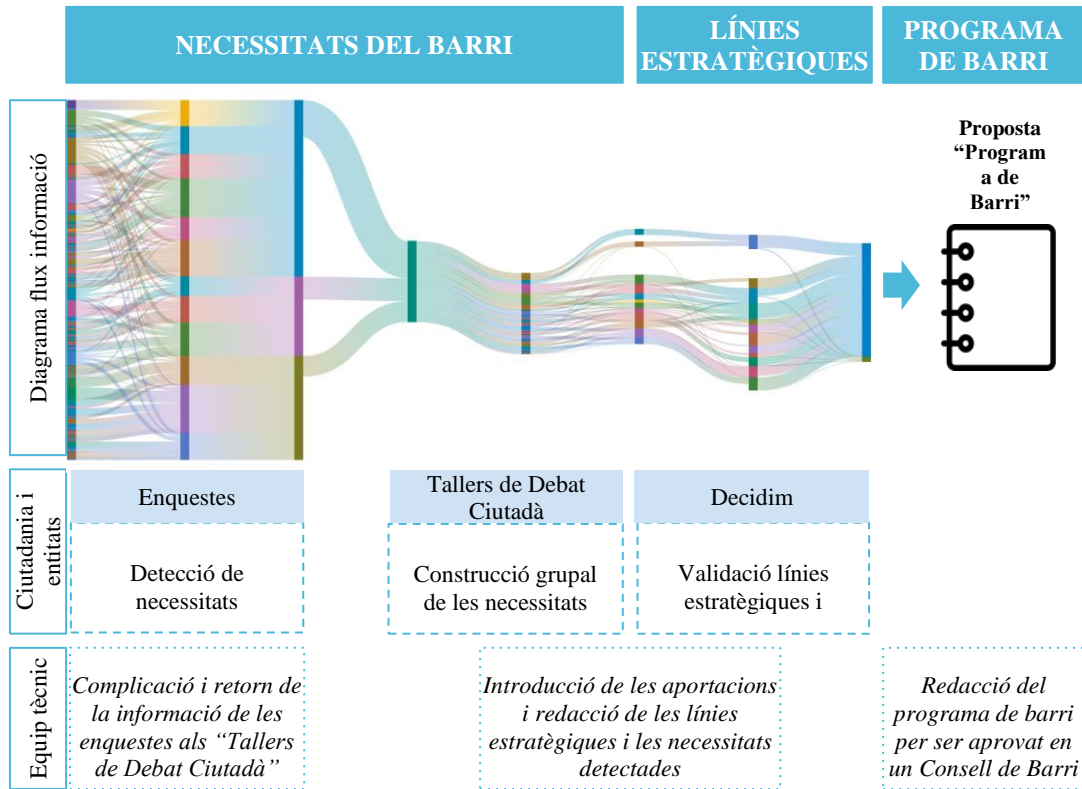 NECESSITATS DEL BARRI
LÍNIES
ESTRATÈGIQUES
PROGRAMA
DE BARRI
Diagrama flux informació
Proposta
“Program
a de
Barri”
Ciutadania i
entitats
Enquestes
Tallers de Debat
Ciutadà
Decidim
Detecció de
necessitats
Construcció grupal
de les necessitats
Validació línies
estratègiques i
Equip tècnic
Complicació i retorn de
la informació de les
enquestes als “Tallers
de Debat Ciutadà”
Introducció de les aportacions
i redacció de les línies
estratègiques i les necessitats
detectades
Redacció del
programa de barri
per ser aprovat en
un Consell de Barri